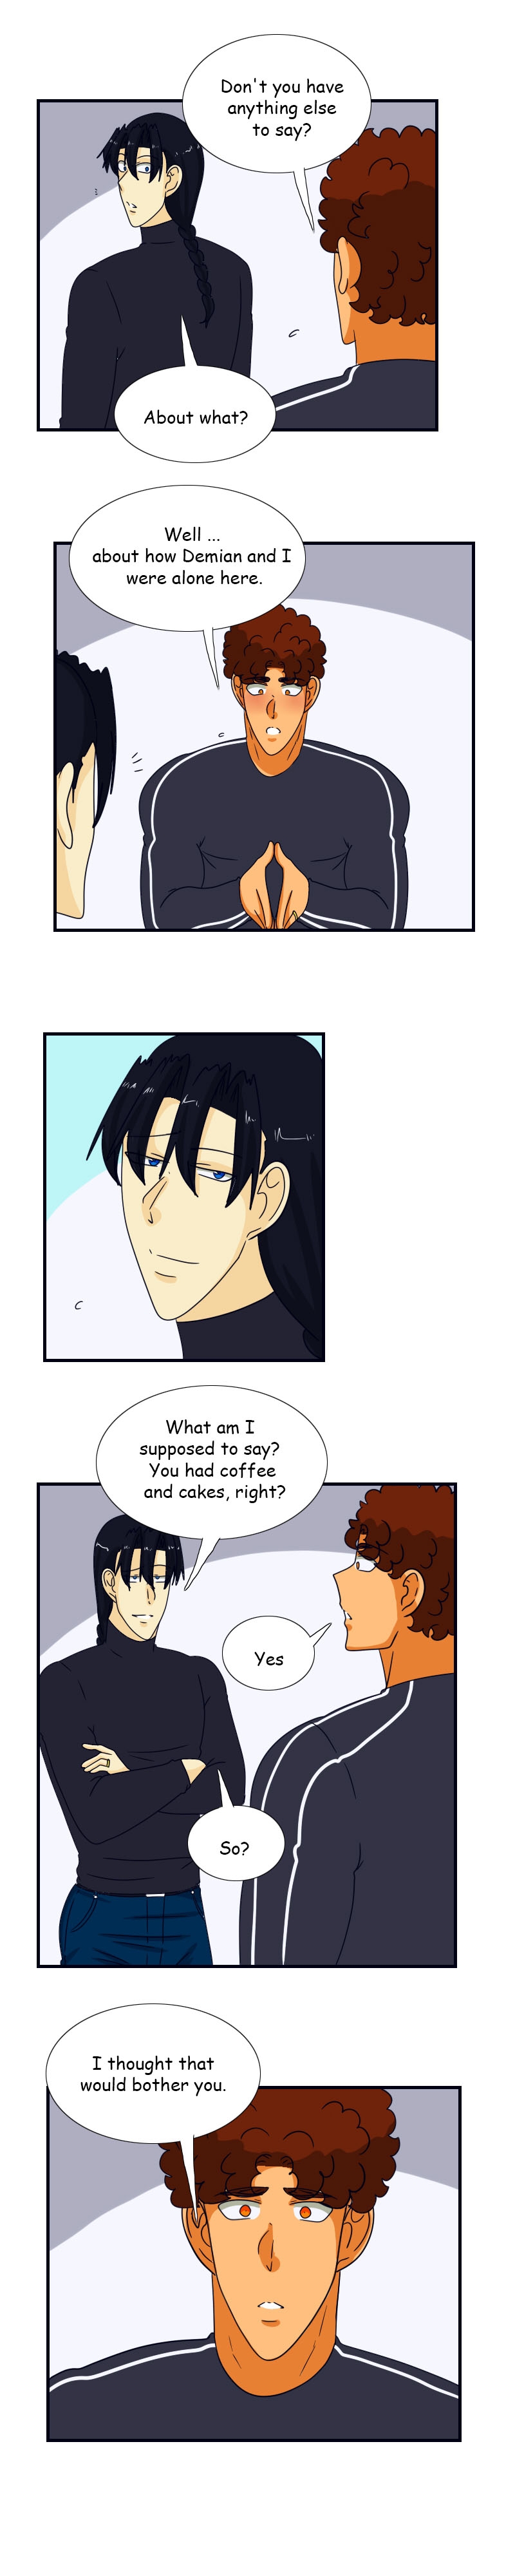 Don't you have
anything else
to say?
About what?
Well ...
about how Demian and I
were alone here.
What am I
supposed to say?
You had coffee
and cakes, right?
Yes
So?
I thought that
would bother you.